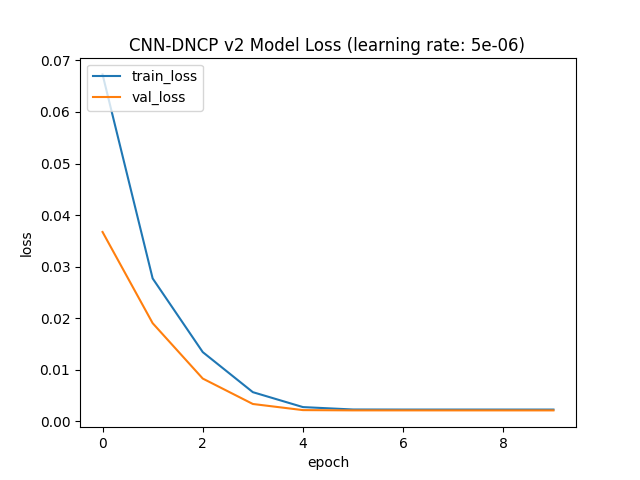 CNN-DNCP v2 Model Loss (learning rate: 5e-06)
train_loss
val_loss
0.07
0.06
0.05
0.04
0.03
0.02
0.01
0.00
loss
0 2 4 6 8
epoch